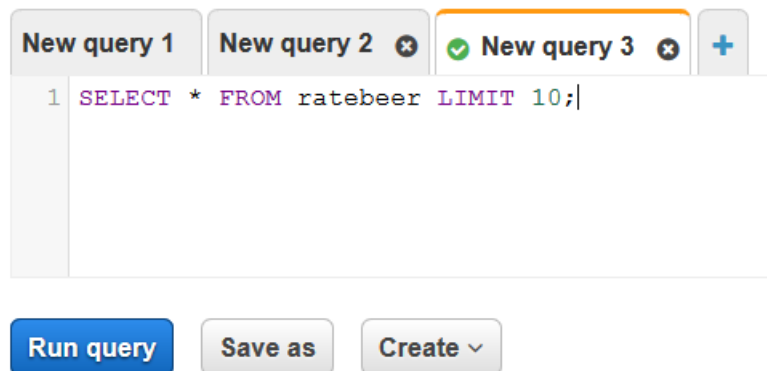 New query 1 New query 2 New query 3 +
1 SELECT * FROM ratebeer LIMIT 10;
Run query Save as Create